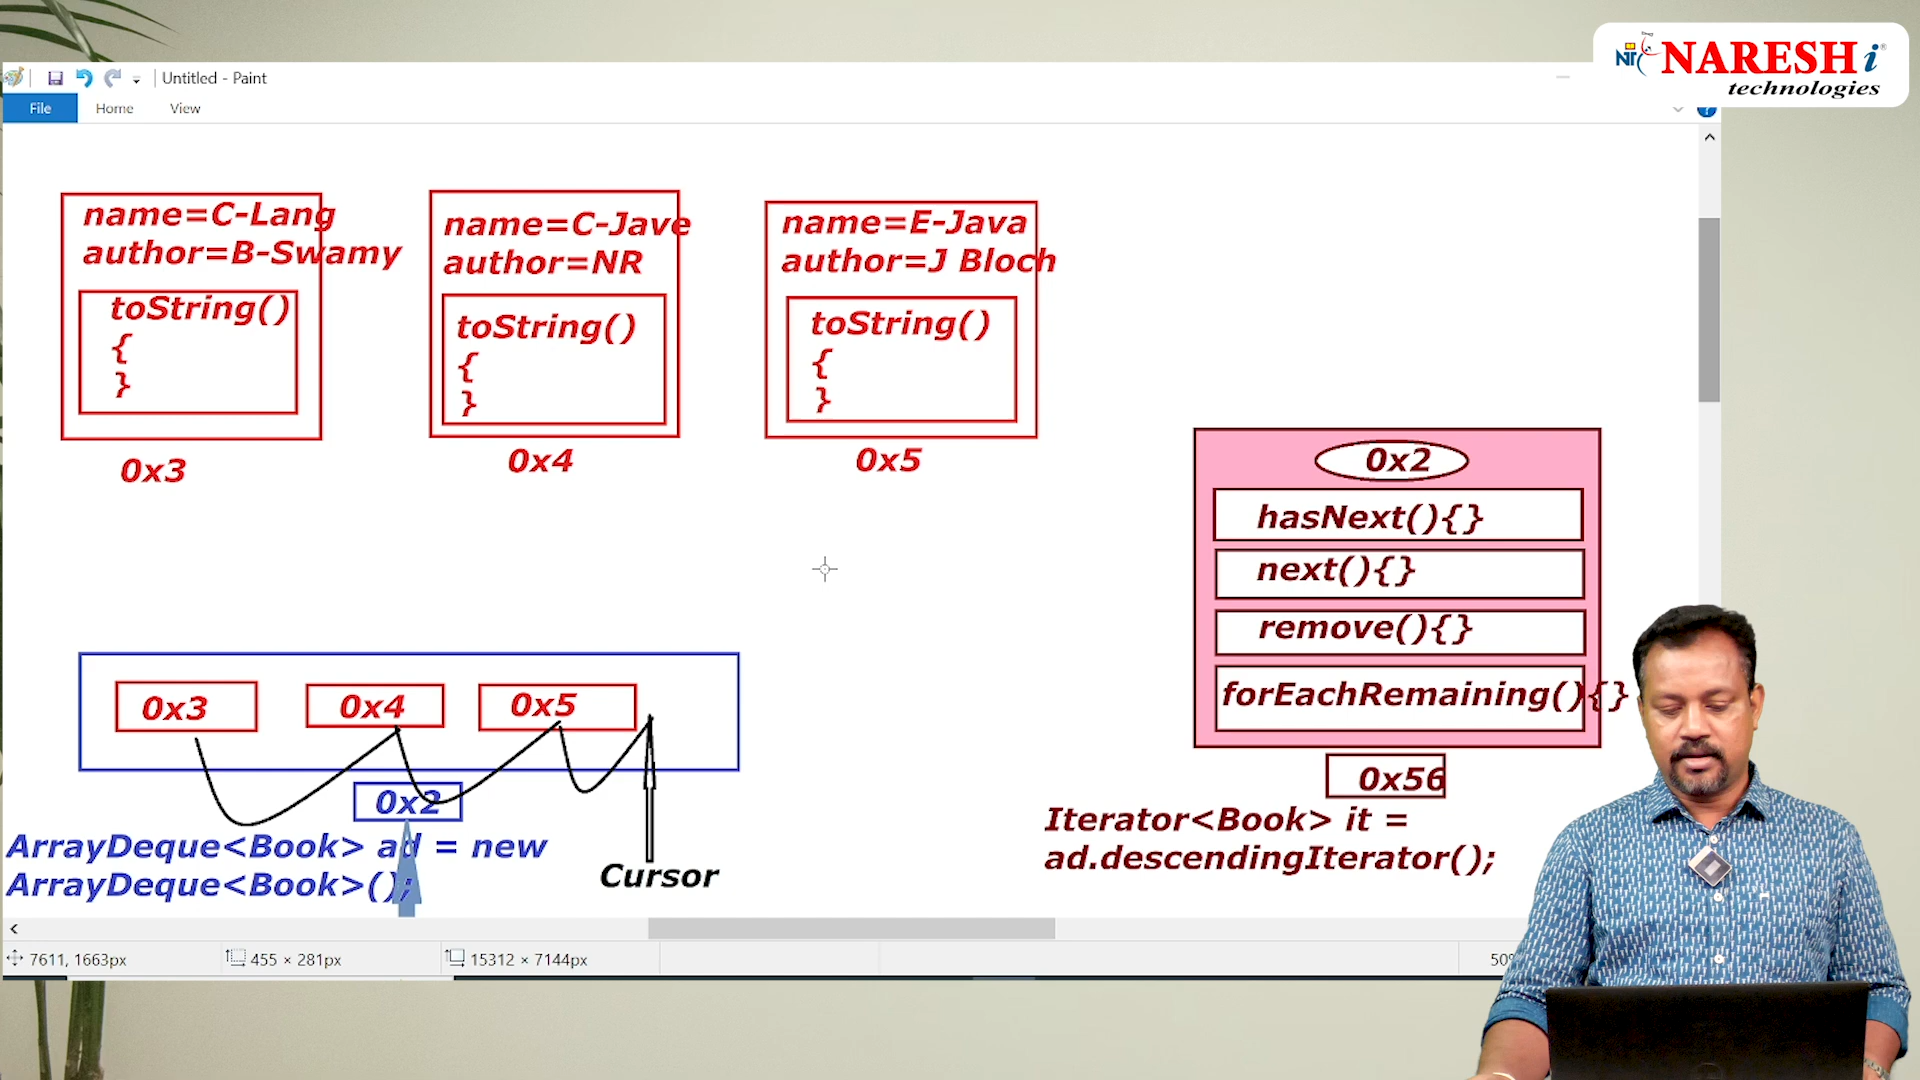 NARESH i
technologies
Untitled - Paint
File Home View
name=C-Lang
author=B-Swamy
toString()
{
}
0x3
name=C-Jave
author=NR
toString()
{
}
0x4
name=E-Java
author=J Bloch
toString()
{
}
0x5
0x2
hasNext(){}
next(){}
remove(){}
forEachRemaining(){}
0x56
Iterator<Book> it =
ad.descendingIterator();
0x3 0x4 0x5
0x2
ArrayDeque<Book> ad = new
ArrayDeque<Book>();
Cursor
7611, 1663px 455 × 281px 15312 × 7144px